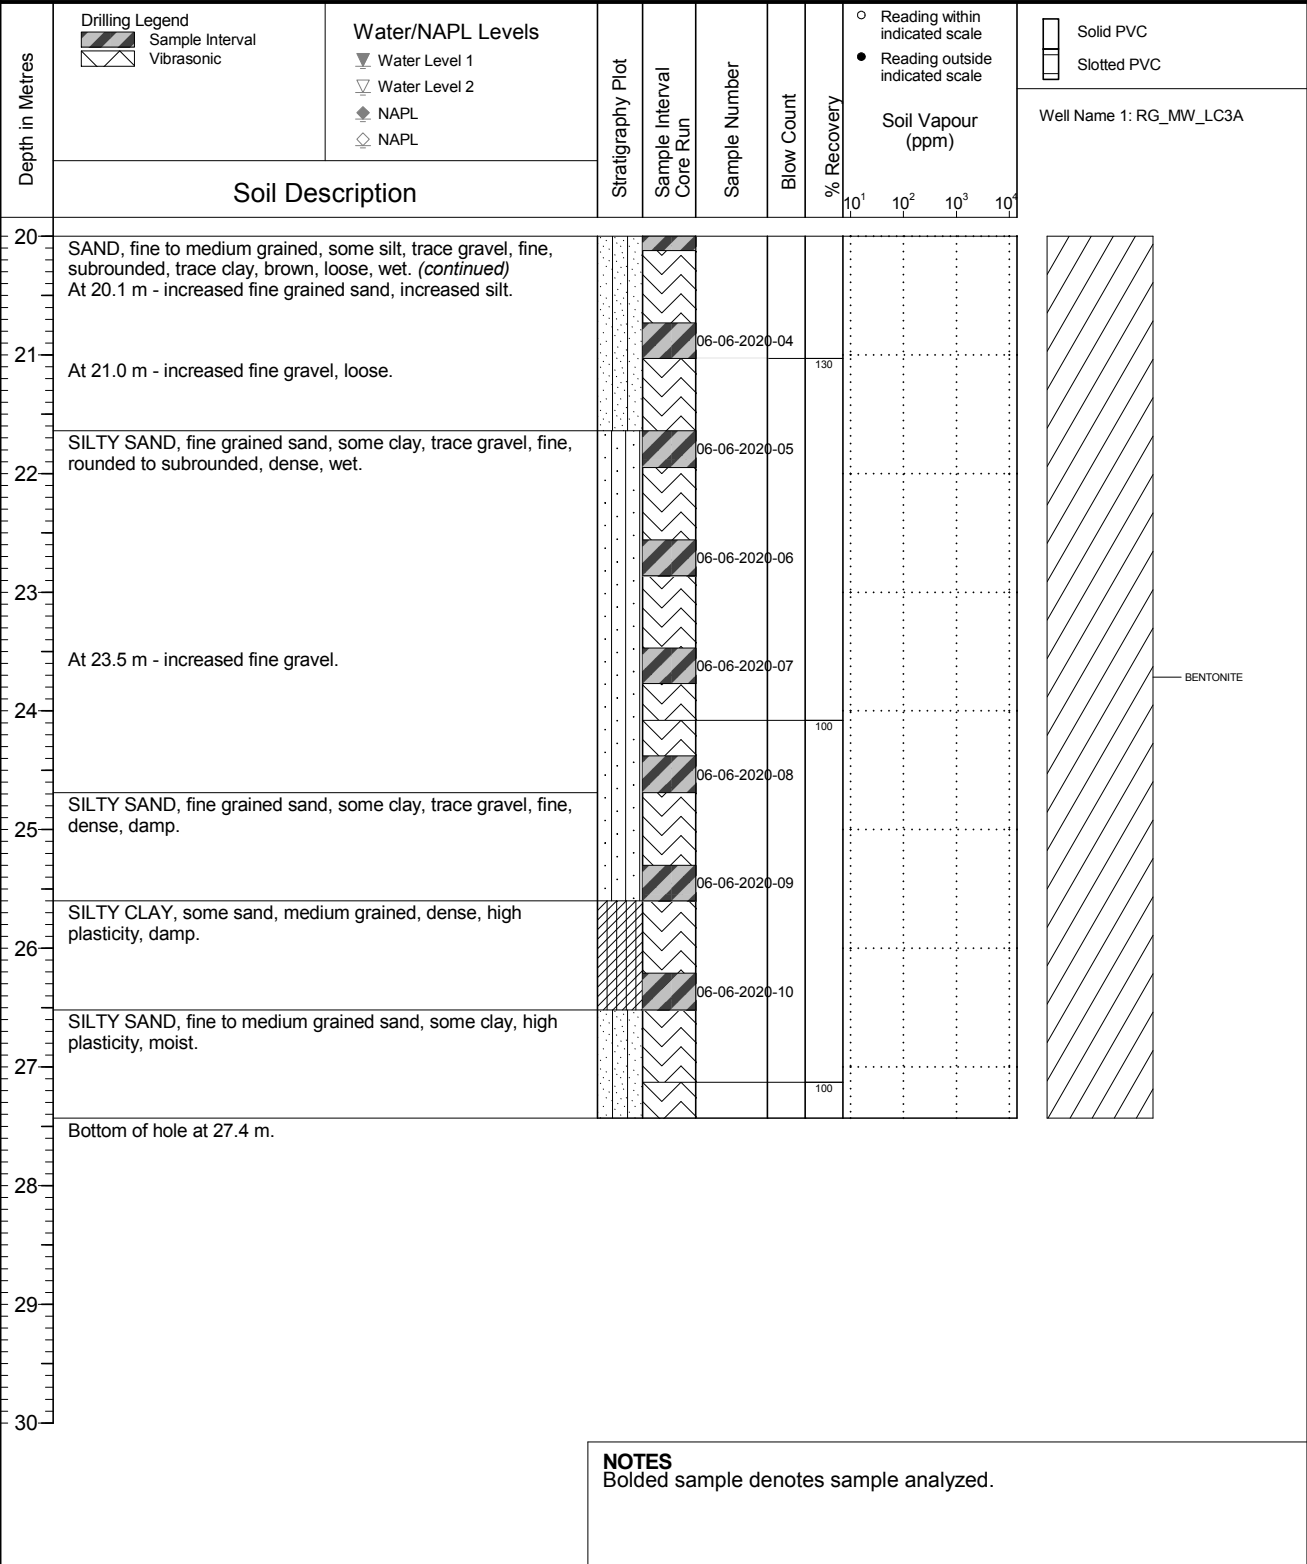 Drilling Legend
Sample Interval
Vibrasonic
Water/NAPL Levels
Water Level 1
Water Level 2
NAPL
NAPL
Depth in Metres
Soil Description
Stratigraphy Plot
Sample Interval
Core Run
Sample Number
Blow Count
% Recovery
Reading within
indicated scale
Reading outside
indicated scale
Soil Vapour
(ppm)
10¹ 10² 10³ 10⁴
Solid PVC
Slotted PVC
Well Name 1: RG_MW_LC3A
20
SAND, fine to medium grained, some silt, trace gravel, fine,
subrounded, trace clay, brown, loose, wet. (continued)
At 20.1 m - increased fine grained sand, increased silt.
06-06-2020-04
21
130
At 21.0 m - increased fine gravel, loose.
SILTY SAND, fine grained sand, some clay, trace gravel, fine,
rounded to subrounded, dense, wet.
06-06-2020-05
22
06-06-2020-06
23
At 23.5 m - increased fine gravel.
06-06-2020-07
BENTONITE
24
100
06-06-2020-08
SILTY SAND, fine grained sand, some clay, trace gravel, fine,
dense, damp.
25
06-06-2020-09
SILTY CLAY, some sand, medium grained, dense, high
plasticity, damp.
26
06-06-2020-10
SILTY SAND, fine to medium grained sand, some clay, high
plasticity, moist.
27
100
Bottom of hole at 27.4 m.
28
29
30
NOTES
Bolded sample denotes sample analyzed.